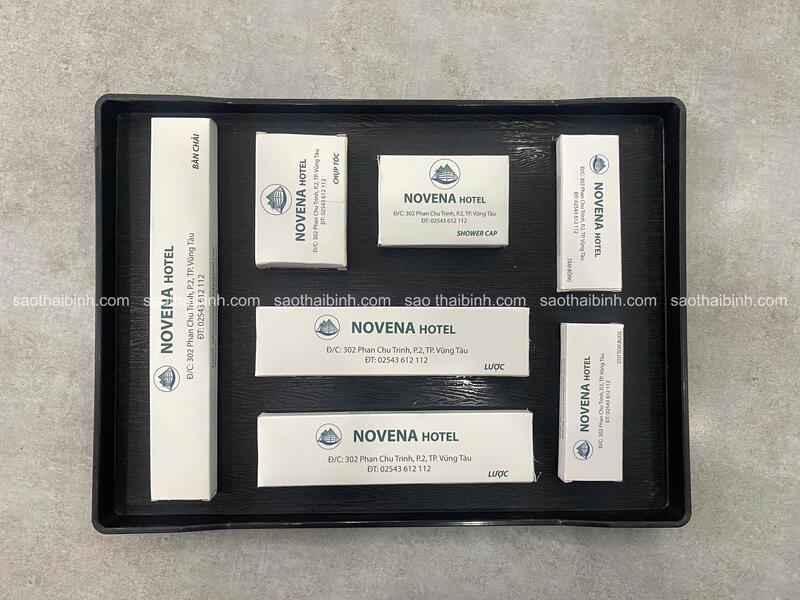 BÀN CHẢI
NOVENA HOTEL
Đ/C: 302 Phan Chu Trinh, P.2, TP. Vũng Tàu
ĐT: 02543 612 112
NOVENA HOTEL
Đ/C: 302 Phan Chu Trinh, P.2, TP. Vũng Tàu
ĐT: 02543 612 112
CHỤP TÓC
NOVENA HOTEL
Đ/C: 302 Phan Chu Trinh, P.2, TP. Vũng Tàu
ĐT: 02543 612 112
SHOWER CAP
NOVENA HOTEL
Đ/C: 302 Phan Chu Trinh, P.2, TP. Vũng Tàu
ĐT: 02543 612 112
TĂM BÔNG
saothaibinh.com saothaibinh.com saothaibinh.com sao thaibinh.com saothaibinh.com saothaibinh.com
NOVENA HOTEL
Đ/C: 302 Phan Chu Trinh, P.2, TP. Vũng Tàu
ĐT: 02543 612 112
LƯỢC
NOVENA HOTEL
Đ/C: 302 Phan Chu Trinh, P.2, TP. Vũng Tàu
ĐT: 02543 612 112
LƯỢC
COTTON BUDS
NOVENA HOTEL
Đ/C: 302 Phan Chu Trinh, P.2, TP. Vũng Tàu
ĐT: 02543 612 112